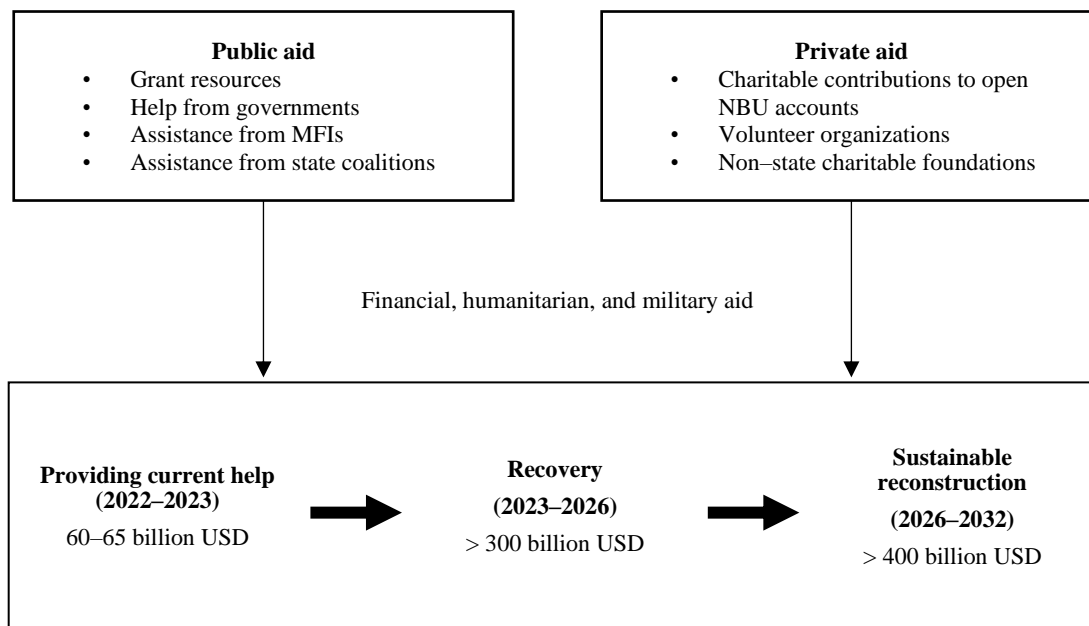 Public aid
• Grant resources
• Help from governments
• Assistance from MFIs
• Assistance from state coalitions
Private aid
• Charitable contributions to open
NBU accounts
• Volunteer organizations
• Non–state charitable foundations
Financial, humanitarian, and military aid
Providing current help
(2022–2023)
60–65 billion USD
Recovery
(2023–2026)
> 300 billion USD
Sustainable
reconstruction
(2026–2032)
> 400 billion USD